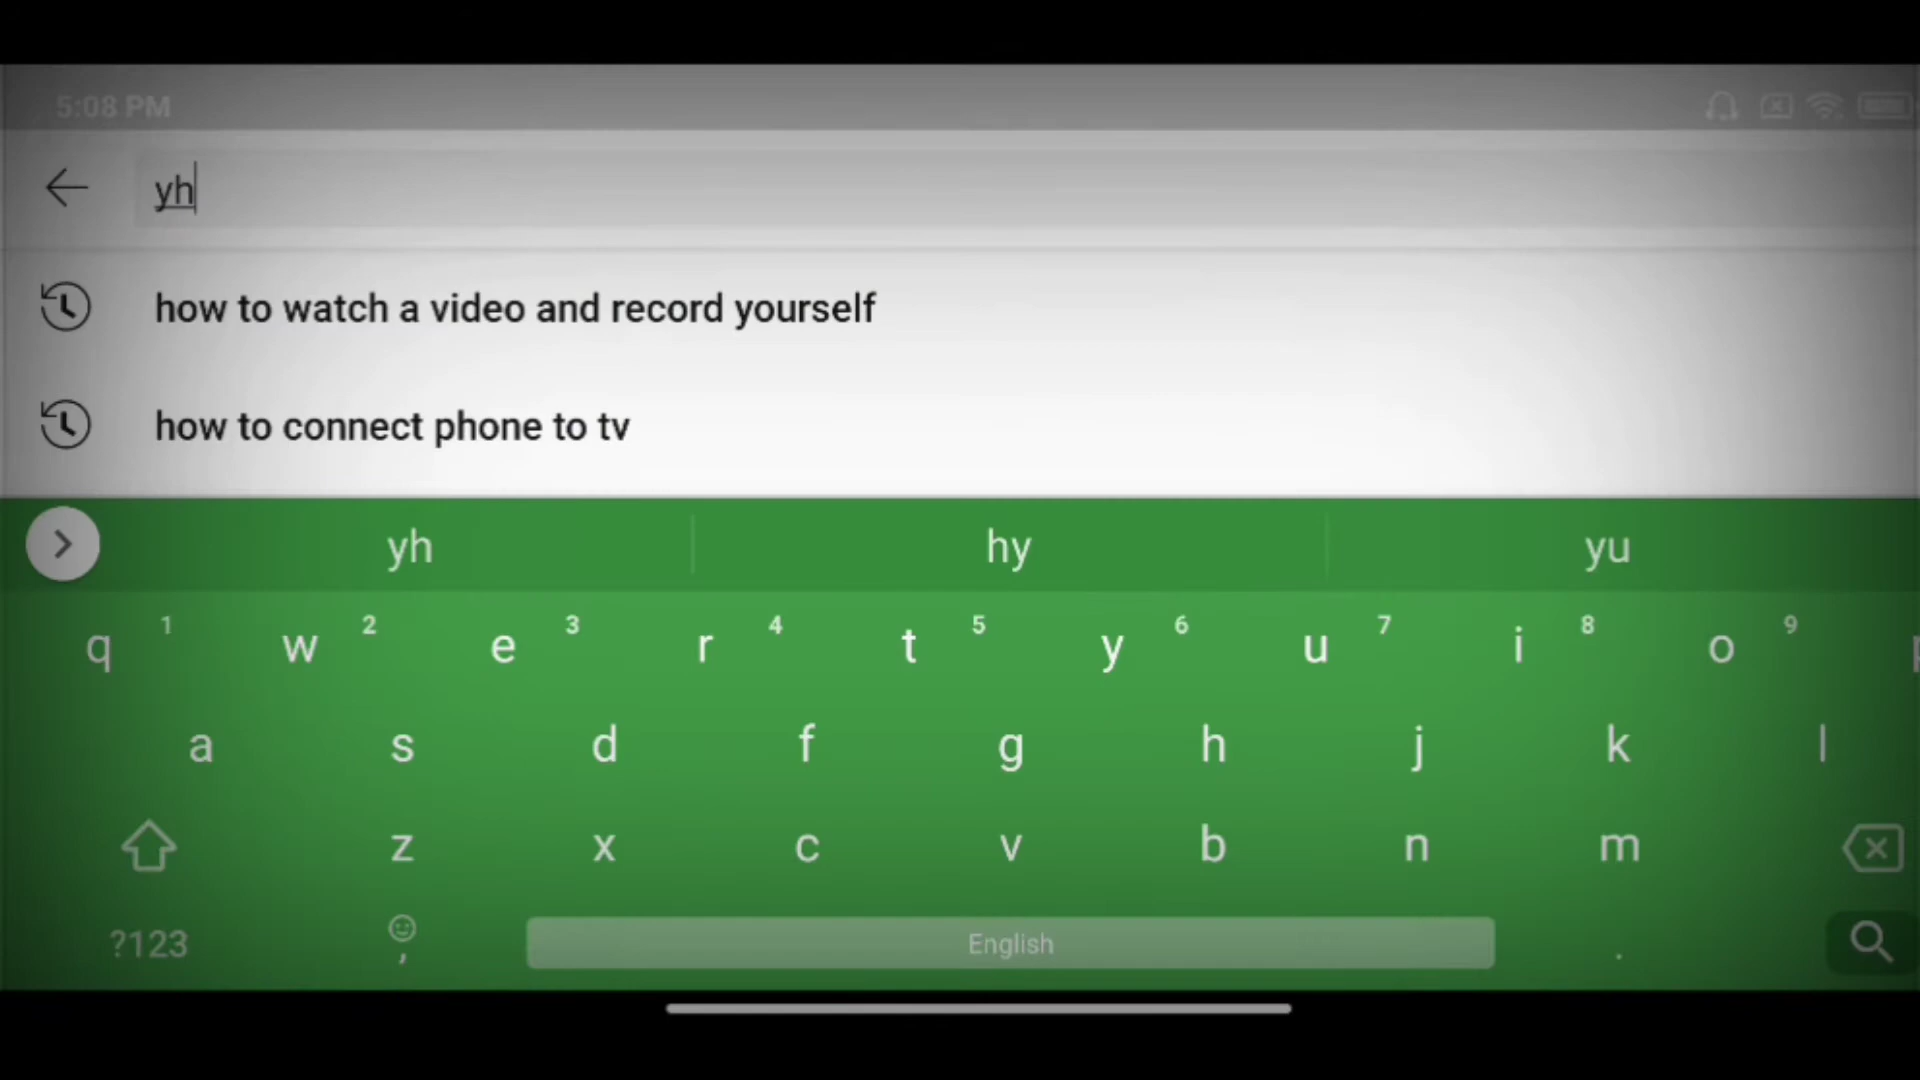 5:08 PM
yh
how to watch a video and record yourself
how to connect phone to tv
yh hy yu
q 1 w 2 e 3 r 4 t 5 y 6 u 7 i 8 o 9
a s d f g h j k l
z x c v b n m
?123 , English .